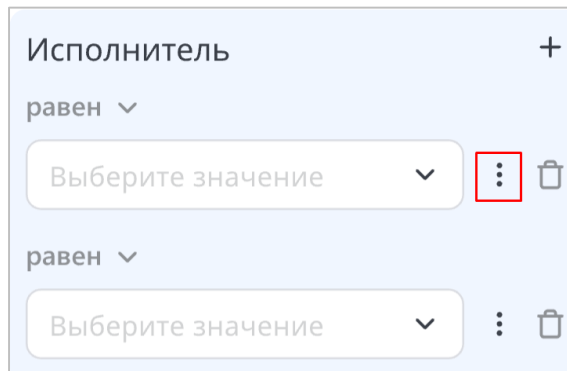 Исполнитель
равен
Выберите значение
равен
Выберите значение